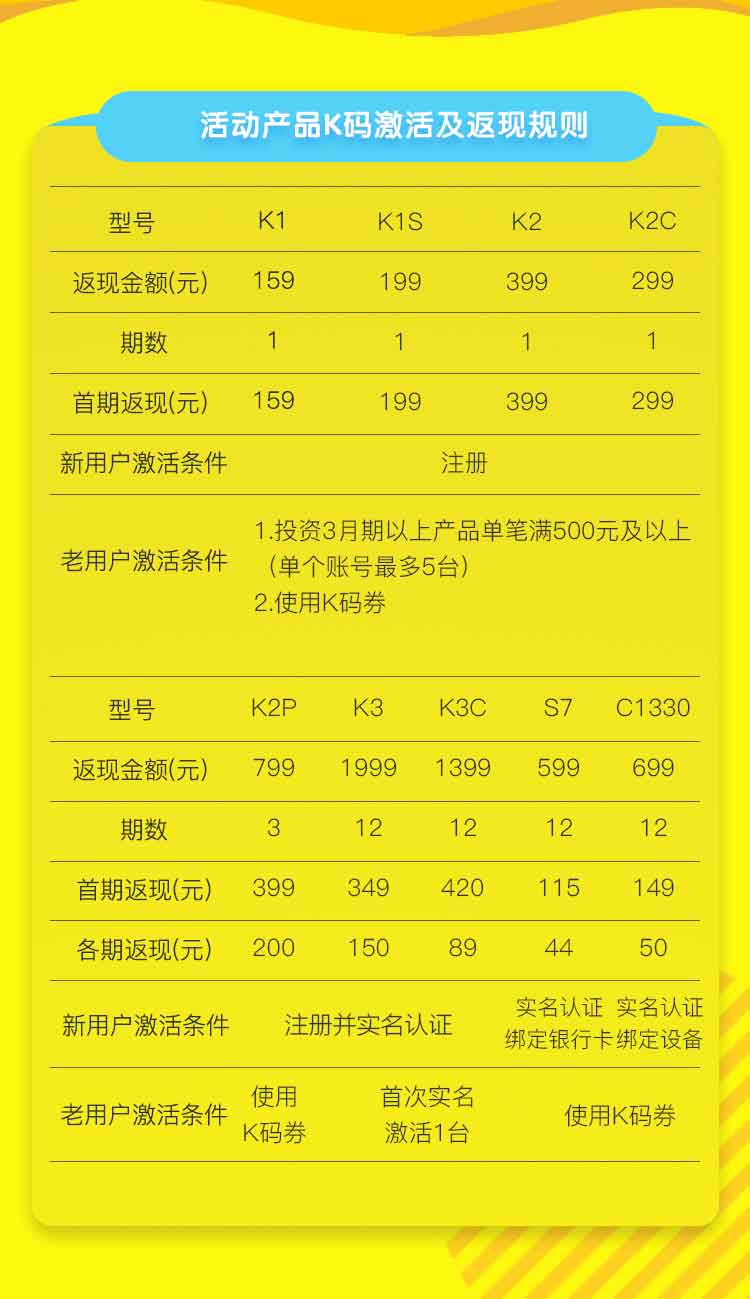 活动产品K码激活及返现规则
型号 K1 K1S K2 K2C
返现金额(元) 159 199 399 299
期数 1 1 1 1
首期返现(元) 159 199 399 299
新用户激活条件 注册
老用户激活条件
1.投资3月期以上产品单笔满500元及以上
(单个账号最多5台)
2.使用K码券
型号 K2P K3 K3C S7 C1330
返现金额(元) 799 1999 1399 599 699
期数 3 12 12 12 12
首期返现(元) 399 349 420 115 149
各期返现(元) 200 150 89 44 50
新用户激活条件 注册并实名认证
实名认证 实名认证
绑定银行卡 绑定设备
老用户激活条件
使用
K码券
首次实名
激活1台
使用K码券